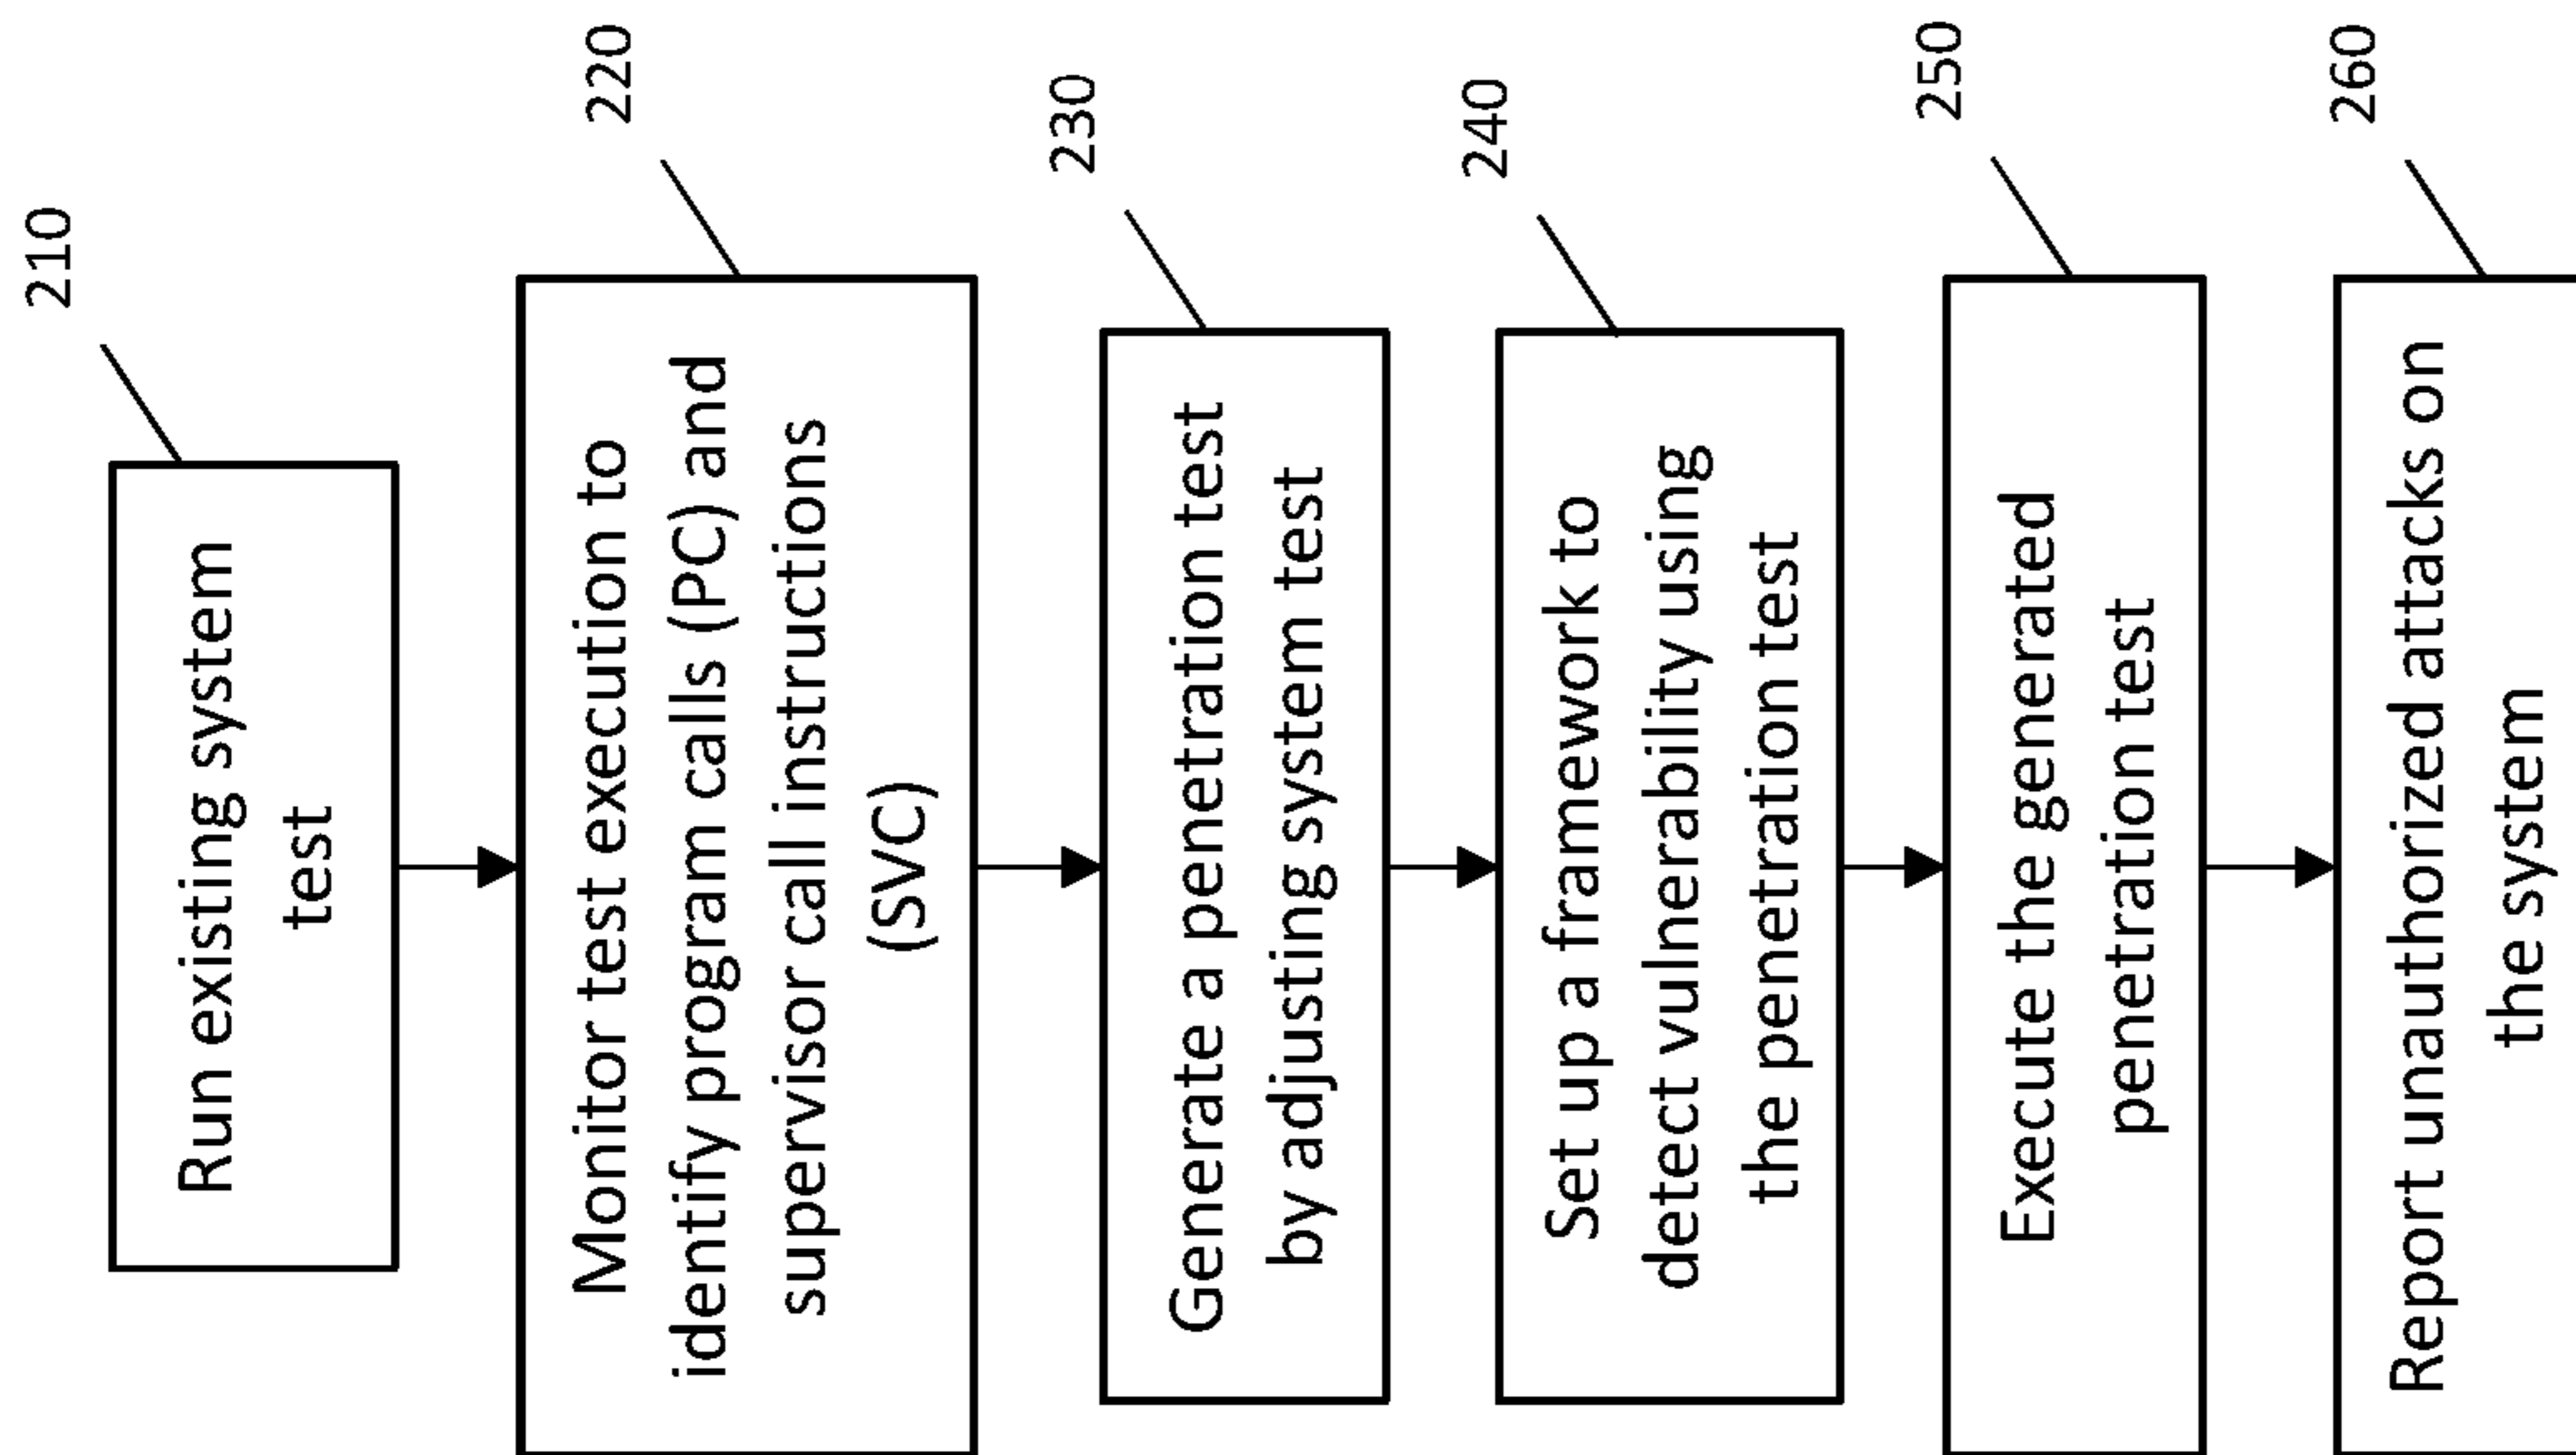 210
Run existing system
test
220
Monitor test execution to
identify program calls (PC) and
supervisor call instructions
(SVC)
230
Generate a penetration test
by adjusting system test
240
Set up a framework to
detect vulnerability using
the penetration test
250
Execute the generated
penetration test
260
Report unauthorized attacks on
the system